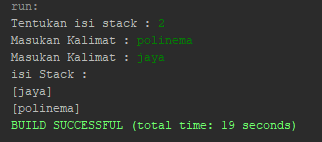 run:
Tentukan isi stack : 2
Masukan Kalimat : polinema
Masukan Kalimat : jaya
isi Stack :
[jaya]
[polinema]
BUILD SUCCESSFUL (total time: 19 seconds)